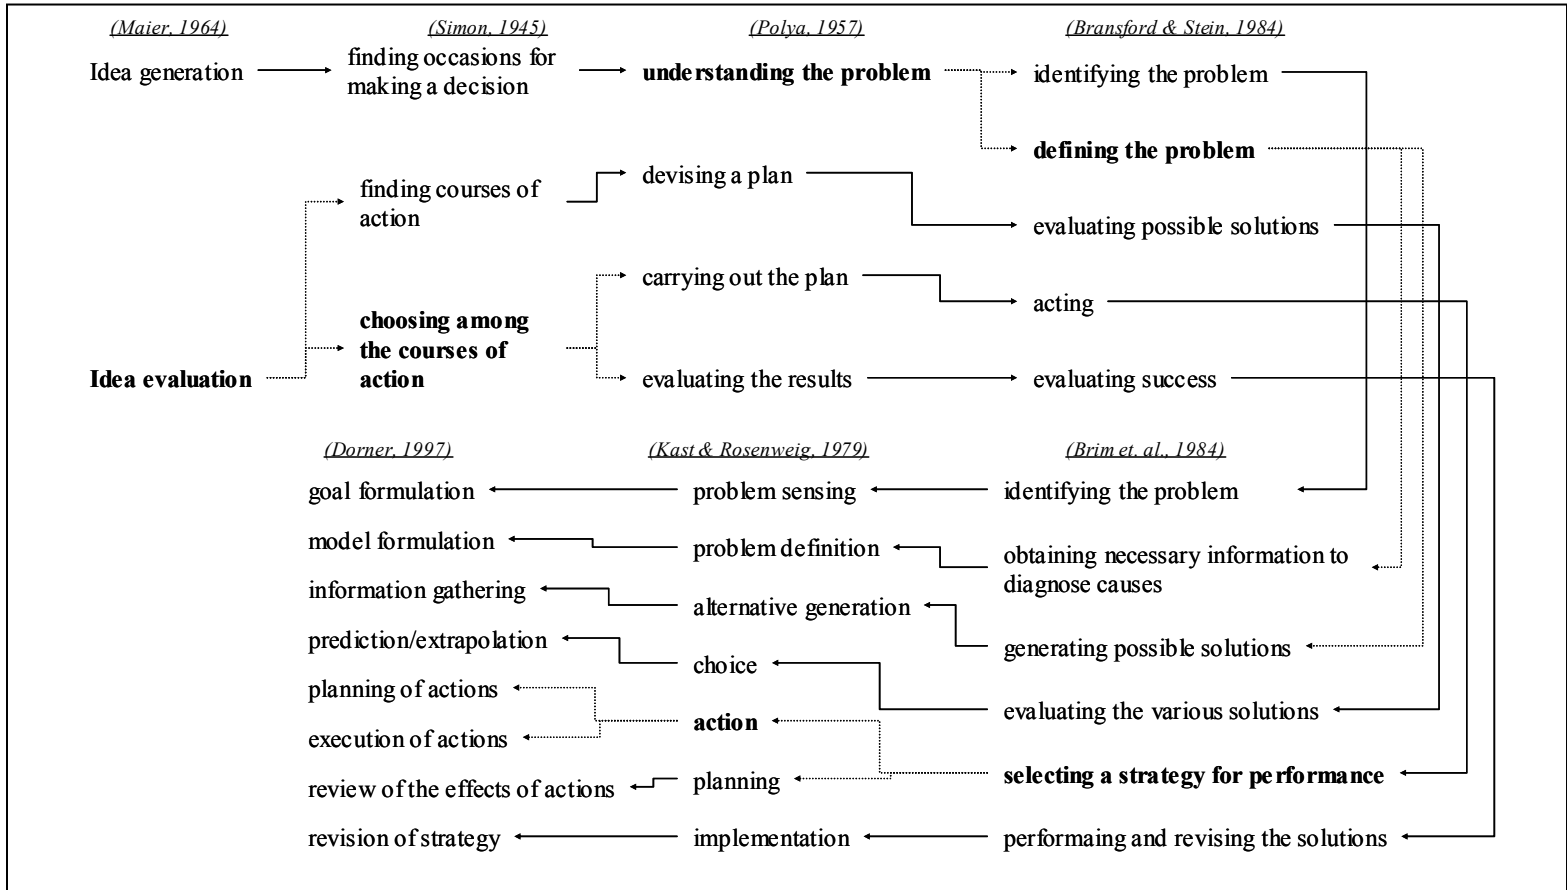 (Maier, 1964)
(Simon, 1945)
(Polya, 1957)
(Bransford & Stein, 1984)
Idea generation
finding occasions for
making a decision
understanding the problem
identifying the problem
defining the problem
finding courses of
action
devising a plan
evaluating possible solutions
carrying out the plan
acting
Idea evaluation
choosing among
the courses of
action
evaluating the results
evaluating success
(Dorner, 1997)
(Kast & Rosenweig, 1979)
(Brim et. al., 1984)
goal formulation
problem sensing
identifying the problem
model formulation
problem definition
obtaining necessary information to
diagnose causes
information gathering
alternative generation
generating possible solutions
prediction/extrapolation
choice
evaluating the various solutions
planning of actions
action
selecting a strategy for performance
execution of actions
planning
review of the effects of actions
revision of strategy
implementation
performaing and revising the solutions